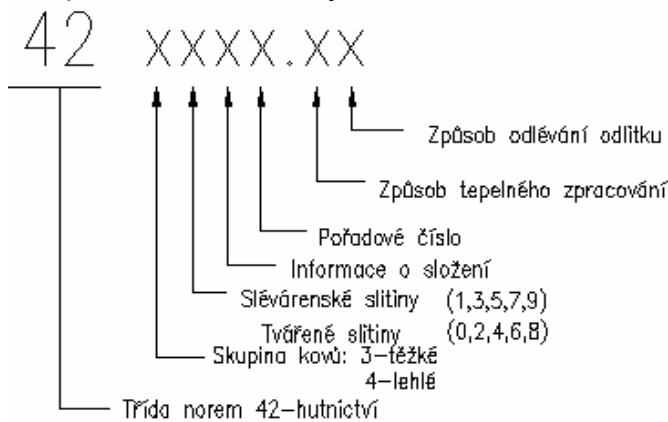 42 XXXX.XX
Způsob odlévání odlitku
Způsob tepelného zpracování
Pořadové číslo
Informace o složení
Slévárenské slitiny (1,3,5,7,9)
Tvářené slitiny (0,2,4,6,8)
Skupina kovů: 3-těžké
4-lehlé
Třída norem 42-hutnictví